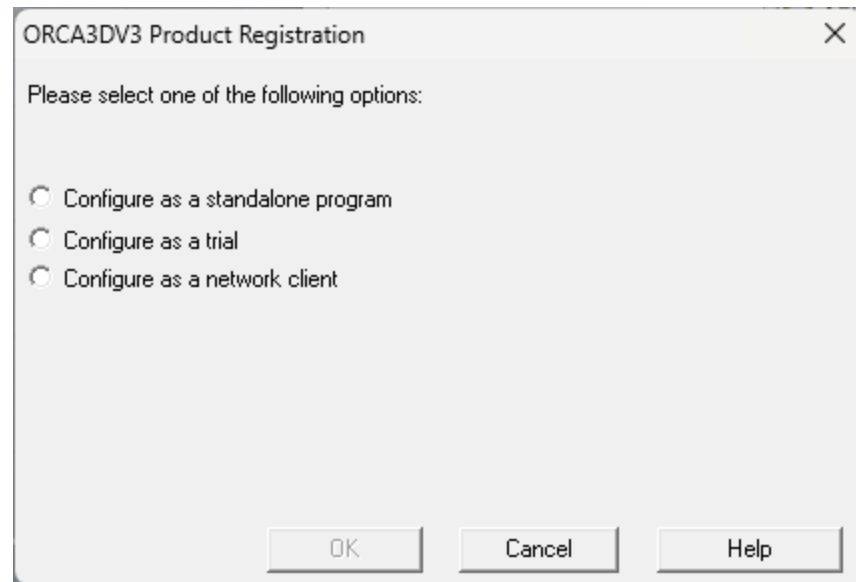 ORCA3DV3 Product Registration
Please select one of the following options:
Configure as a standalone program
Configure as a trial
Configure as a network client
OK Cancel Help